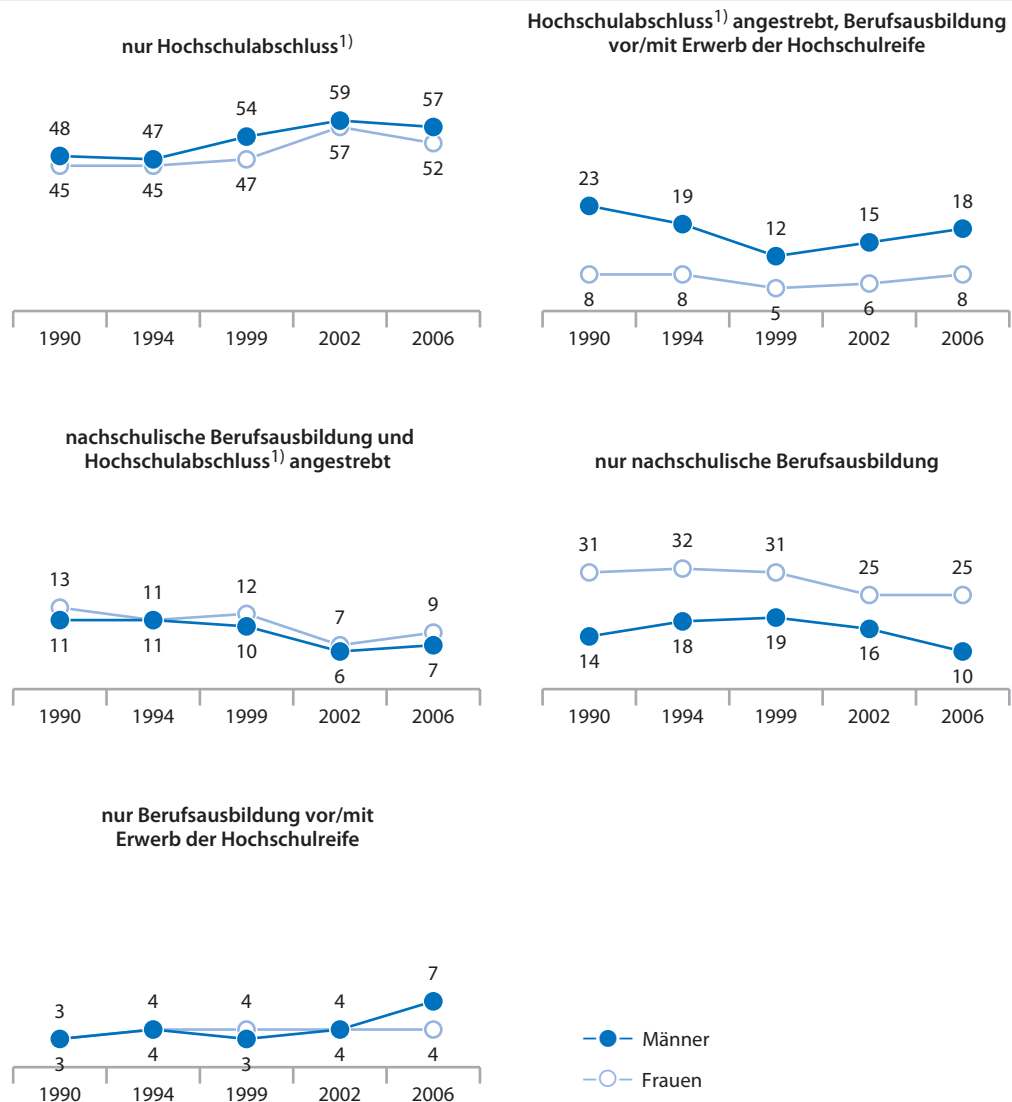 nur Hochschulabschluss1)
48 47 54 59 57
45 45 47 57 52
1990 1994 1999 2002 2006
Hochschulabschluss1) angestrebt, Berufsausbildung
vor/mit Erwerb der Hochschulreife
23 19 12 15 18
8 8 5 6 8
1990 1994 1999 2002 2006
nachschulische Berufsausbildung und
Hochschulabschluss1) angestrebt
13 11 12 7 9
11 11 10 6 7
1990 1994 1999 2002 2006
nur nachschulische Berufsausbildung
31 32 31 25 25
14 18 19 16 10
1990 1994 1999 2002 2006
nur Berufsausbildung vor/mit
Erwerb der Hochschulreife
3 4 4 4 7
3 4 3 4 4
1990 1994 1999 2002 2006
Männer
Frauen